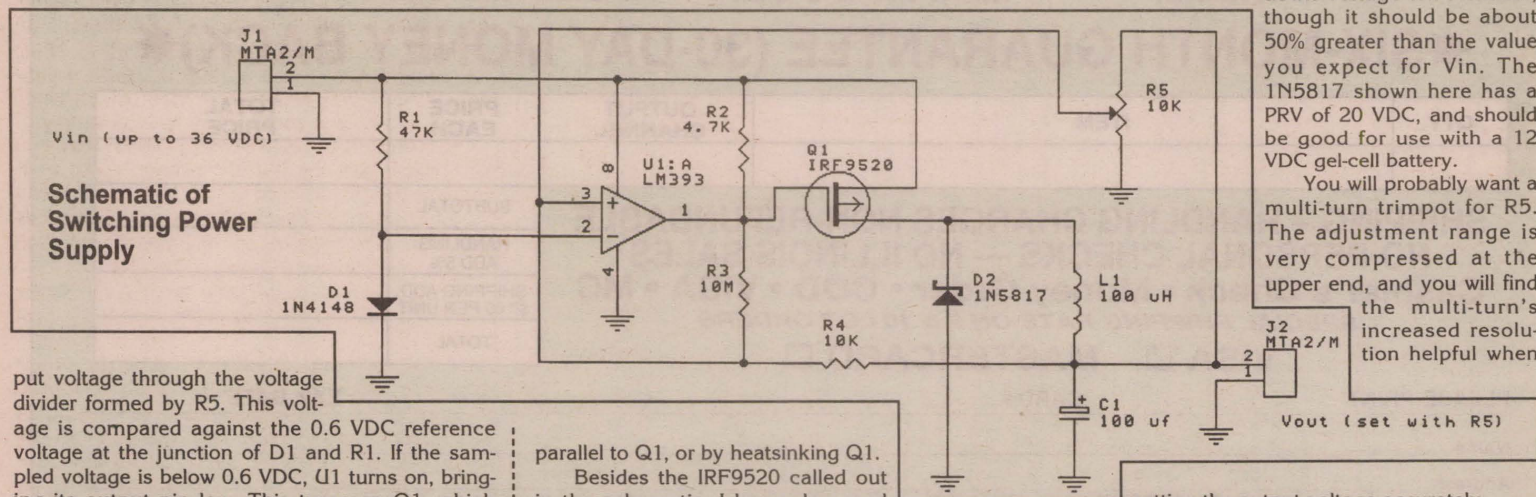 though it should be about
50% greater than the value
you expect for Vin. The
1N5817 shown here has a
PRV of 20 VDC, and should
be good for use with a 12
VDC gel-cell battery.
You will probably want a
multi-turn trimpot for R5.
The adjustment range is
very compressed at the
upper end, and you will find
the multi-turn's
increased resolu-
tion helpful when
J1
MTA2/M
2
1
Vin (up to 36 VDC)
Schematic of
Switching Power
Supply
R1
47K
D1
1N4148
R2
4.7K
U1:A
LM393
8
3
+
2
-
1
4
R3
10M
Q1
IRF9520
R4
10K
D2
1N5817
L1
100 uH
+
C1
100 uf
R5
10K
J2
MTA2/M
2
1
Vout (set with R5)
put voltage through the voltage
divider formed by R5. This volt-
age is compared against the 0.6 VDC reference
voltage at the junction of D1 and R1. If the sam-
pled voltage is below 0.6 VDC, U1 turns on, bring-
parallel to Q1, or by heatsinking Q1.
Besides the IRF9520 called out